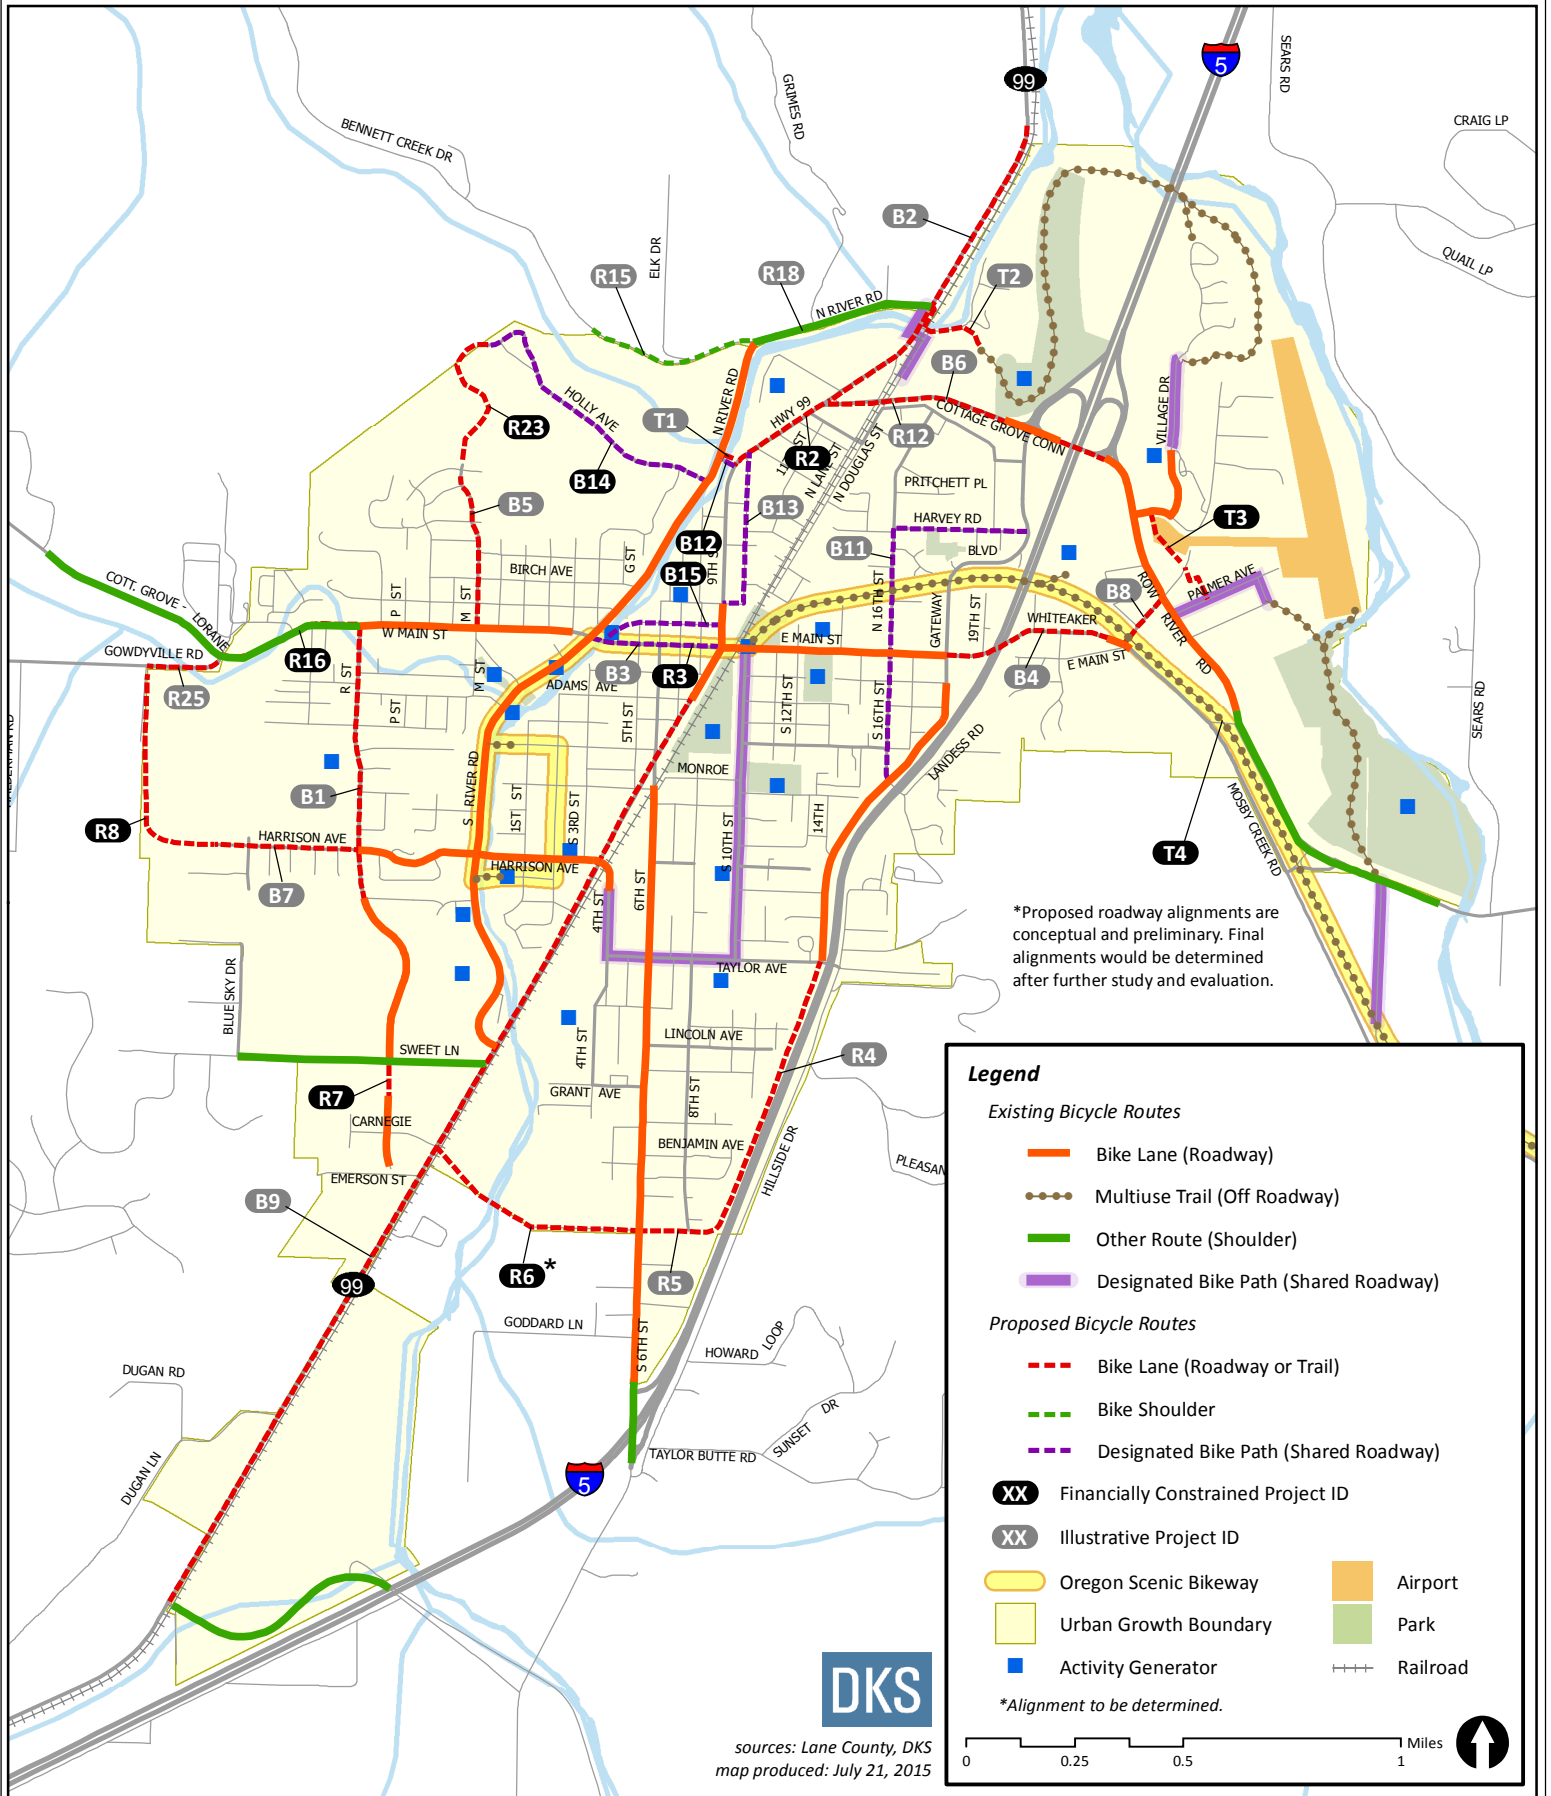 99
5
SEARS RD
CRAIG LP
GRIMES RD
BENNETT CREEK DR
B2
QUAIL LP
ELK DR
R15
R18
T2
N RIVER RD
B6
N RIVER RD
HOLLY AVE
VILLAGE DR
HWY 99
COTTAGE GROVE CONN
T1
R23
R12
R2
N LANE ST
N DOUGLAS ST
B14
PRITCHETT PL
B5
B13
HARVEY RD
T3
B12
B11
BLVD
G ST
BIRCH AVE
B15
PALMER AVE
COTT. GROVE -
LORANE
P ST
M ST
N 16TH ST
GATEWAY
19TH ST
B8
ROW
RIVER
RD
W MAIN ST
E MAIN ST
WHITEAKER
GOWDYVILLE RD
R16
R ST
M ST
B3
R3
E MAIN ST
B4
R25
ADAMS AVE
P ST
5TH ST
S 12TH ST
S 16TH ST
SEARS RD
LANDESS RD
MONROE
S RIVER RD
B1
1ST ST
S 3RD ST
14TH
MOSBY CREEK RD
R8
HARRISON AVE
S 10TH ST
T4
HARRISON AVE
B7
6TH ST
4TH ST
*Proposed roadway alignments are
conceptual and preliminary. Final
alignments would be determined
after further study and evaluation.
TAYLOR AVE
BLUE SKY DR
LINCOLN AVE
4TH ST
SWEET LN
R4
R7
GRANT AVE
8TH ST
CARNEGIE
BENJAMIN AVE
HILLSIDE DR
PLEASAN
EMERSON ST
B9
R6 *
R5
99
GODDARD LN
S 6TH ST
HOWARD LOOP
DUGAN RD
SUNSET DR
TAYLOR BUTTE RD
DUGAN LN
5
Legend
Existing Bicycle Routes
Bike Lane (Roadway)
Multiuse Trail (Off Roadway)
Other Route (Shoulder)
Designated Bike Path (Shared Roadway)
Proposed Bicycle Routes
Bike Lane (Roadway or Trail)
Bike Shoulder
Designated Bike Path (Shared Roadway)
XX Financially Constrained Project ID
XX Illustrative Project ID
Oregon Scenic Bikeway
Airport
Urban Growth Boundary
Park
Activity Generator
Railroad
*Alignment to be determined.
Miles
0 0.25 0.5 1
DKS
sources: Lane County, DKS
map produced: July 21, 2015